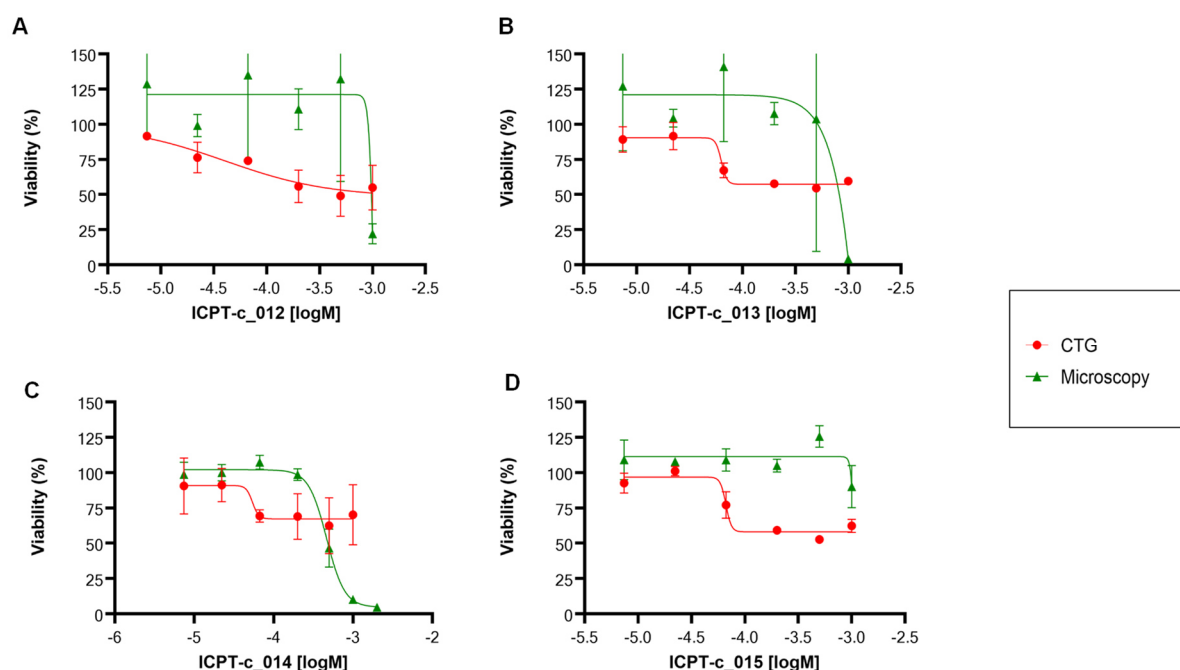 A
B
150
125
100
75
50
25
0
Viability (%)
-5.5 -5.0 -4.5 -4.0 -3.5 -3.0 -2.5
ICPT-c_012 [logM]
150
125
100
75
50
25
0
Viability (%)
-5.5 -5.0 -4.5 -4.0 -3.5 -3.0 -2.5
ICPT-c_013 [logM]
CTG
Microscopy
C
D
150
125
100
75
50
25
0
Viability (%)
-6 -5 -4 -3 -2
ICPT-c_014 [logM]
150
125
100
75
50
25
0
Viability (%)
-5.5 -5.0 -4.5 -4.0 -3.5 -3.0 -2.5
ICPT-c_015 [logM]